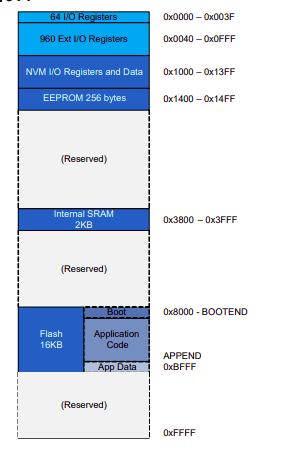 64 I/O Registers 0x0000 – 0x003F
960 Ext I/O Registers 0x0040 – 0x0FFF
NVM I/O Registers and Data 0x1000 – 0x13FF
EEPROM 256 bytes 0x1400 – 0x14FF
(Reserved)
Internal SRAM 0x3800 – 0x3FFF
2KB
(Reserved)
Boot 0x8000 - BOOTEND
Flash
16KB
Application
Code
APPEND
App Data 0xBFFF
(Reserved)
0xFFFF